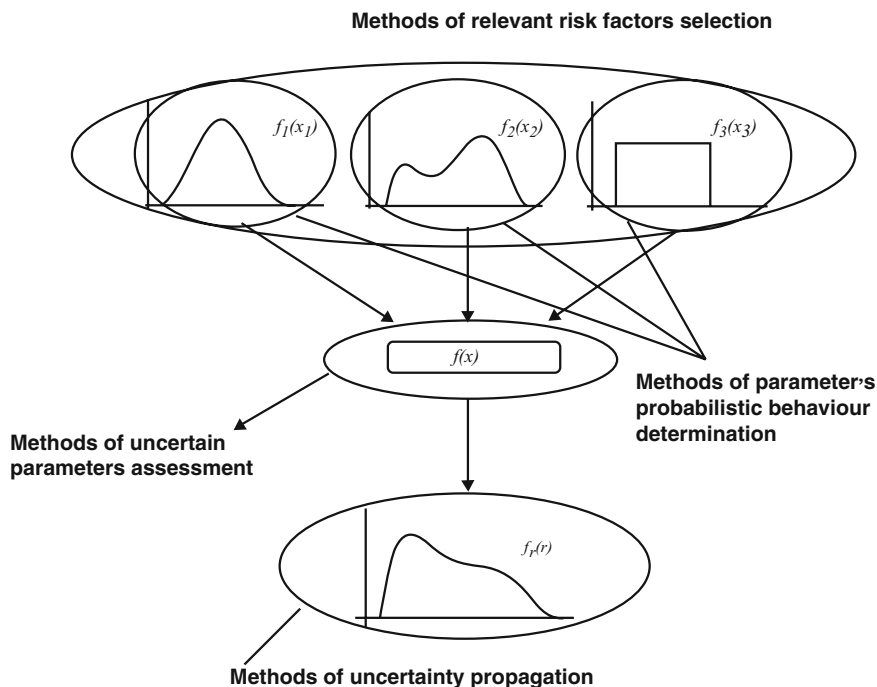 Methods of relevant risk factors selection
f₁(x₁)
f₂(x₂)
f₃(x₃)
f(x)
Methods of parameter's
probabilistic behaviour
determination
Methods of uncertain
parameters assessment
fᵣ(r)
Methods of uncertainty propagation